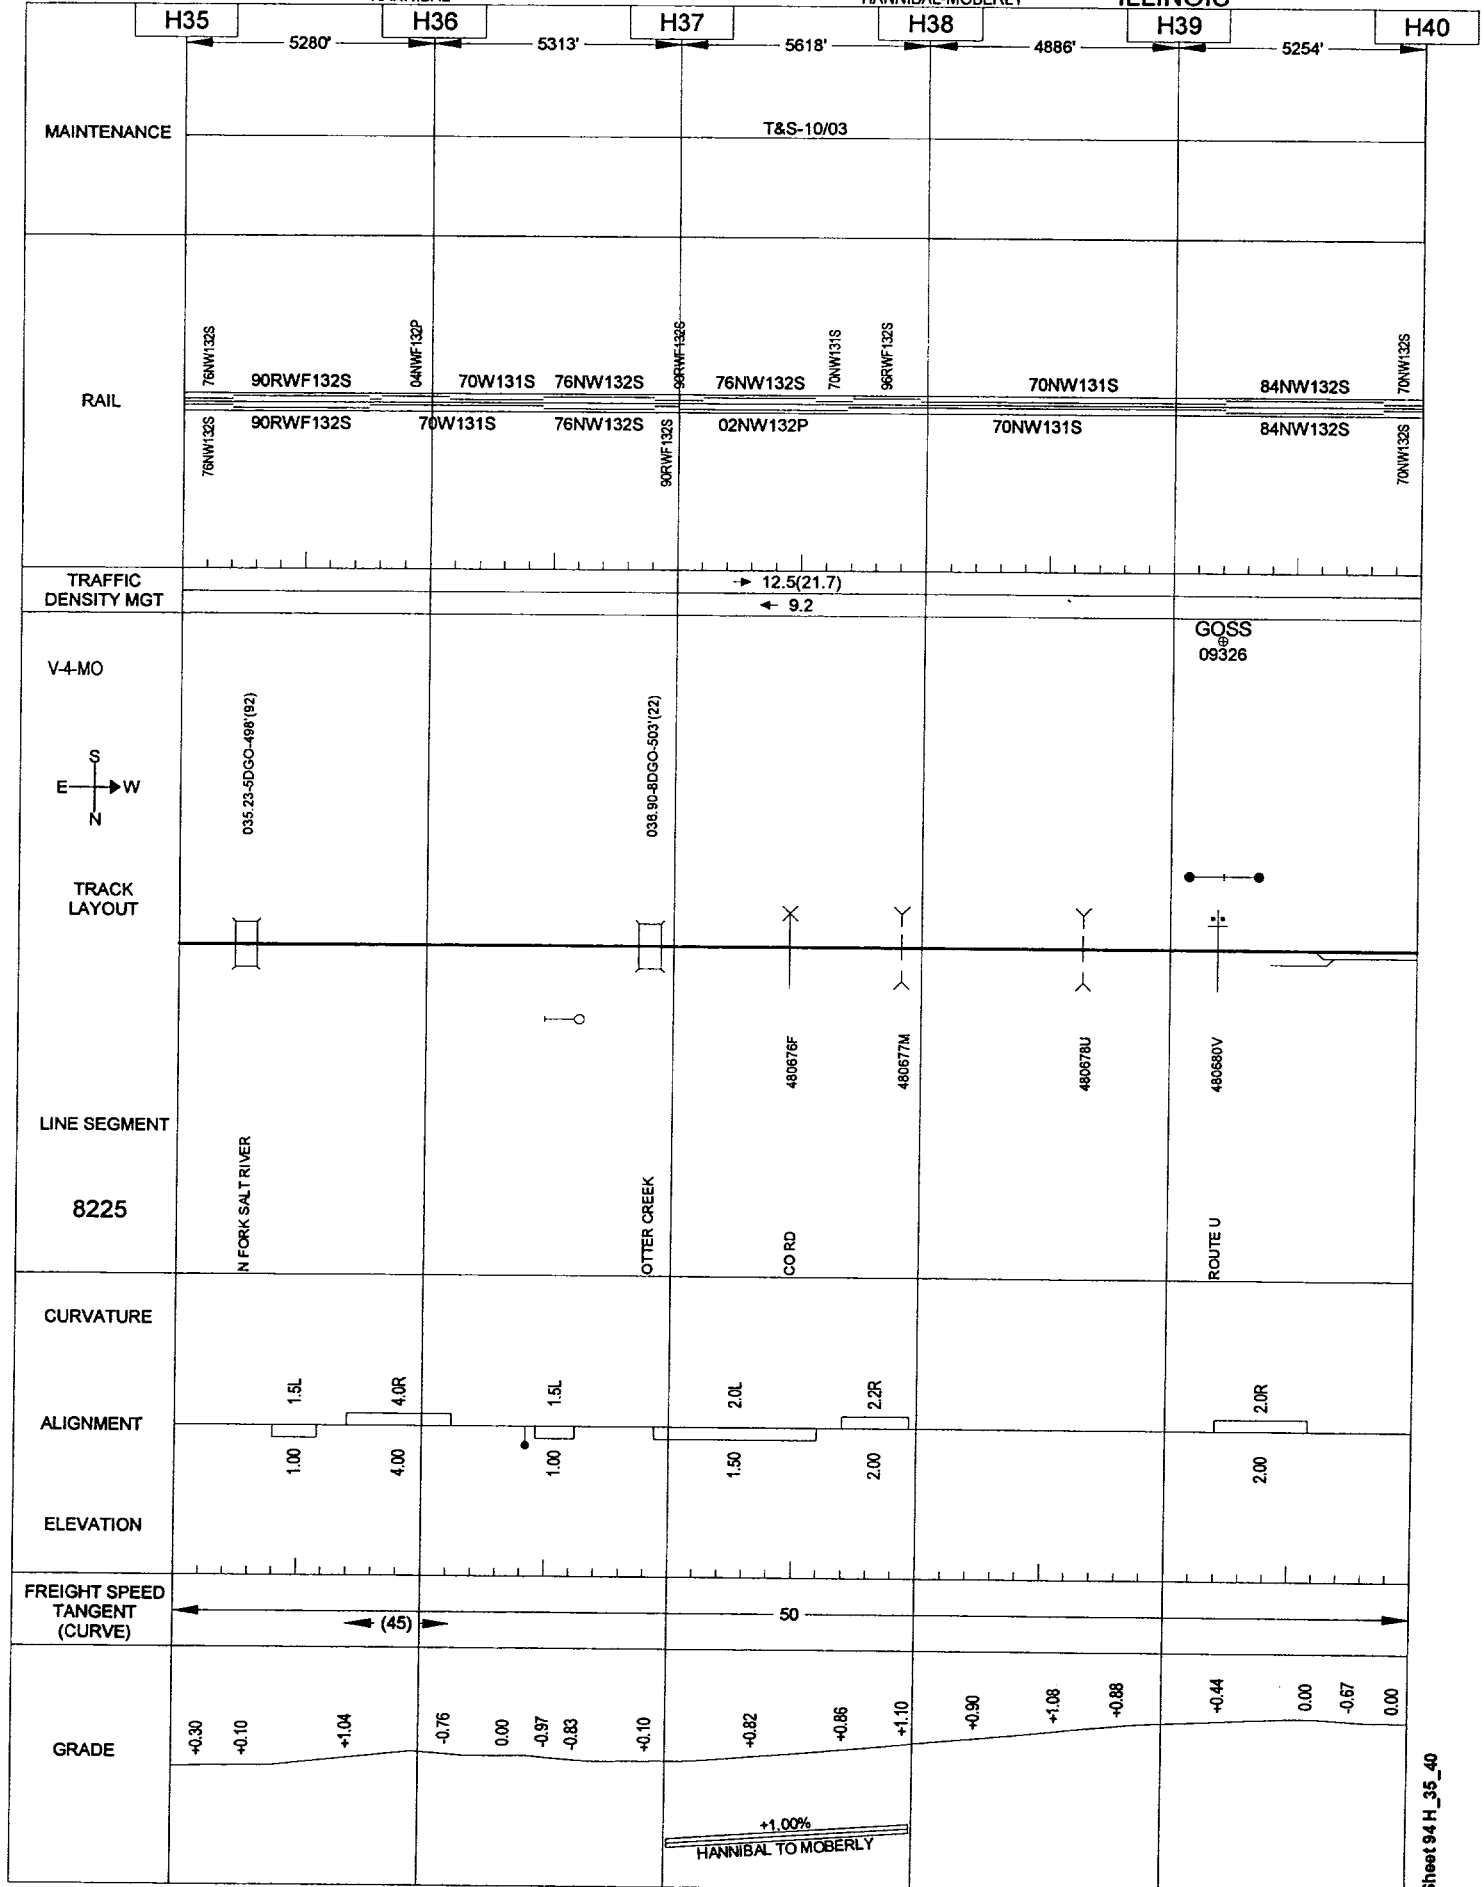 HANNIBAL-MOBERLY
ILLINOIS
H35 H36 H37 H38 H39 H40
5280' 5313' 5618' 4886' 5254'
MAINTENANCE
T&S-10/03
RAIL
76NW132S 90RWF132S 04NWF132P 70W131S 76NW132S 90RWF132S 76NW132S 70NW131S 96RWF132S 70NW131S 84NW132S 70NW132S
76NW132S 90RWF132S 70W131S 76NW132S 90RWF132S 02NW132P 70NW131S 84NW132S 70NW132S
TRAFFIC
DENSITY MGT
12.5(21.7)
9.2
V-4-MO
GOSS
09326
035.23-5DGO-498'(92)
036.90-8DGO-503'(22)
S
E W
N
TRACK
LAYOUT
480676F
480677M
480678U
480680V
LINE SEGMENT
8225
N FORK SALT RIVER
OTTER CREEK
CO RD
ROUTE U
CURVATURE
1.5L 4.0R 1.5L 2.0L 2.2R 2.0R
ALIGNMENT
1.00 4.00 1.00 1.50 2.00 2.00
ELEVATION
FREIGHT SPEED
TANGENT
(CURVE)
50
(45)
GRADE
+0.30 +0.10 +1.04 -0.76 0.00 -0.97 -0.83 +0.10 +0.82 +0.86 +1.10 +0.90 +1.08 +0.88 +0.44 0.00 -0.67 0.00
+1.00%
HANNIBAL TO MOBERLY
Sheet 94 H_35_40